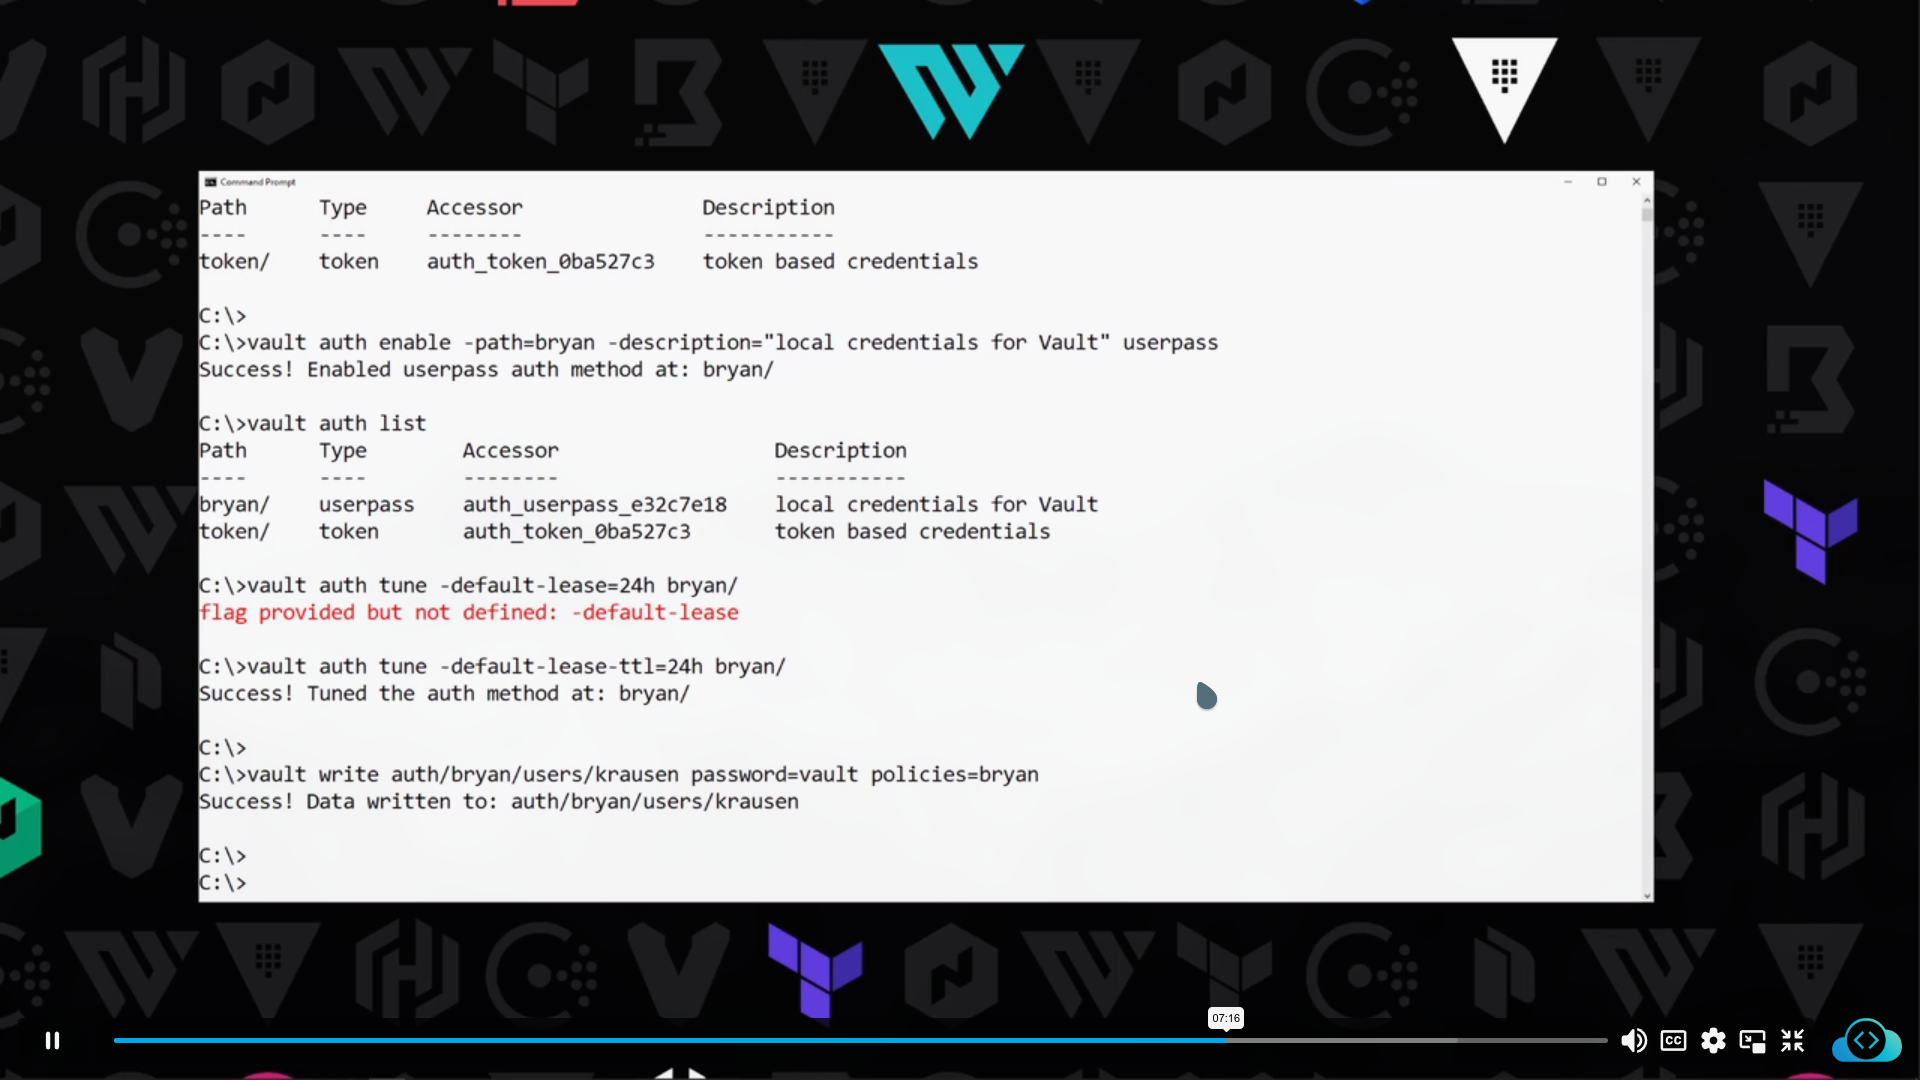 Command Prompt
Path Type Accessor Description
---- ---- -------- -----------
token/ token auth_token_0ba527c3 token based credentials
C:\>
C:\>vault auth enable -path=bryan -description="local credentials for Vault" userpass
Success! Enabled userpass auth method at: bryan/
C:\>vault auth list
Path Type Accessor Description
---- ---- -------- -----------
bryan/ userpass auth_userpass_e32c7e18 local credentials for Vault
token/ token auth_token_0ba527c3 token based credentials
C:\>vault auth tune -default-lease=24h bryan/
flag provided but not defined: -default-lease
C:\>vault auth tune -default-lease-ttl=24h bryan/
Success! Tuned the auth method at: bryan/
C:\>
C:\>vault write auth/bryan/users/krausen password=vault policies=bryan
Success! Data written to: auth/bryan/users/krausen
C:\>
C:\>
07:16
CC